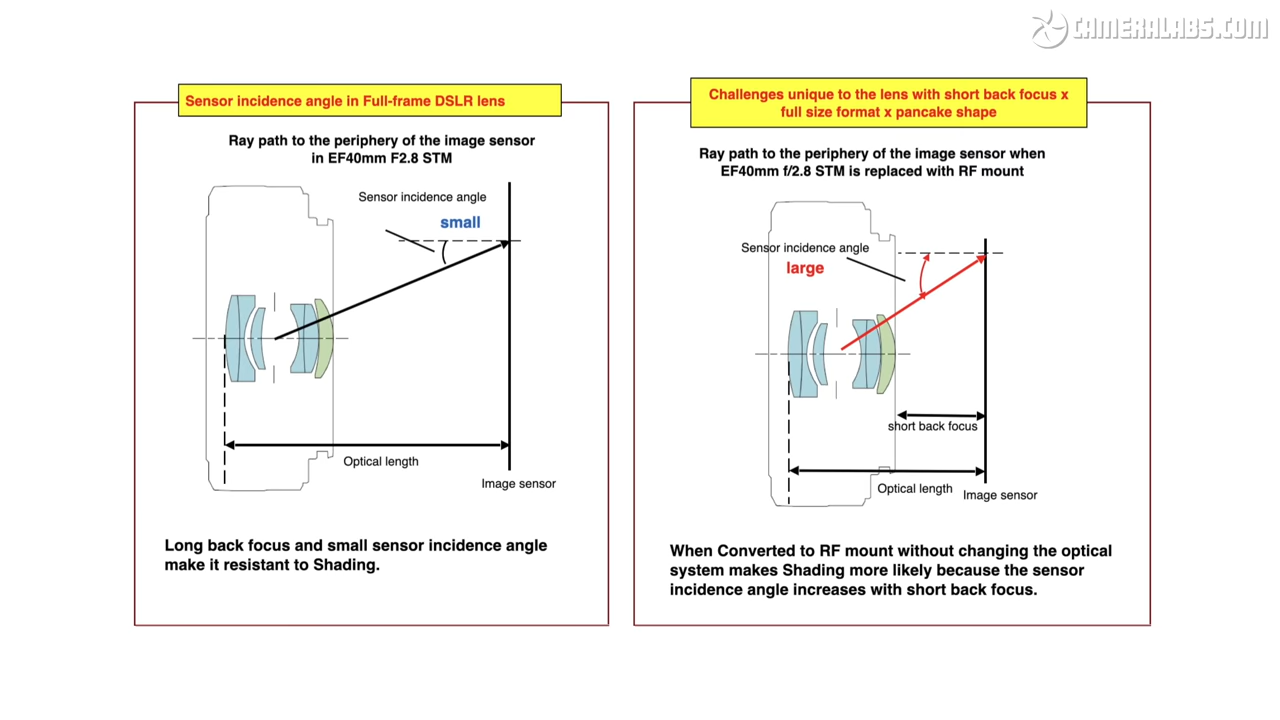 CAMERALABS.COM
Sensor incidence angle in Full-frame DSLR lens
Ray path to the periphery of the image sensor
in EF40mm F2.8 STM
Sensor incidence angle
small
Optical length
Image sensor
Long back focus and small sensor incidence angle
make it resistant to Shading.
Challenges unique to the lens with short back focus x
full size format x pancake shape
Ray path to the periphery of the image sensor when
EF40mm f/2.8 STM is replaced with RF mount
Sensor incidence angle
large
short back focus
Optical length
Image sensor
When Converted to RF mount without changing the optical
system makes Shading more likely because the sensor
incidence angle increases with short back focus.